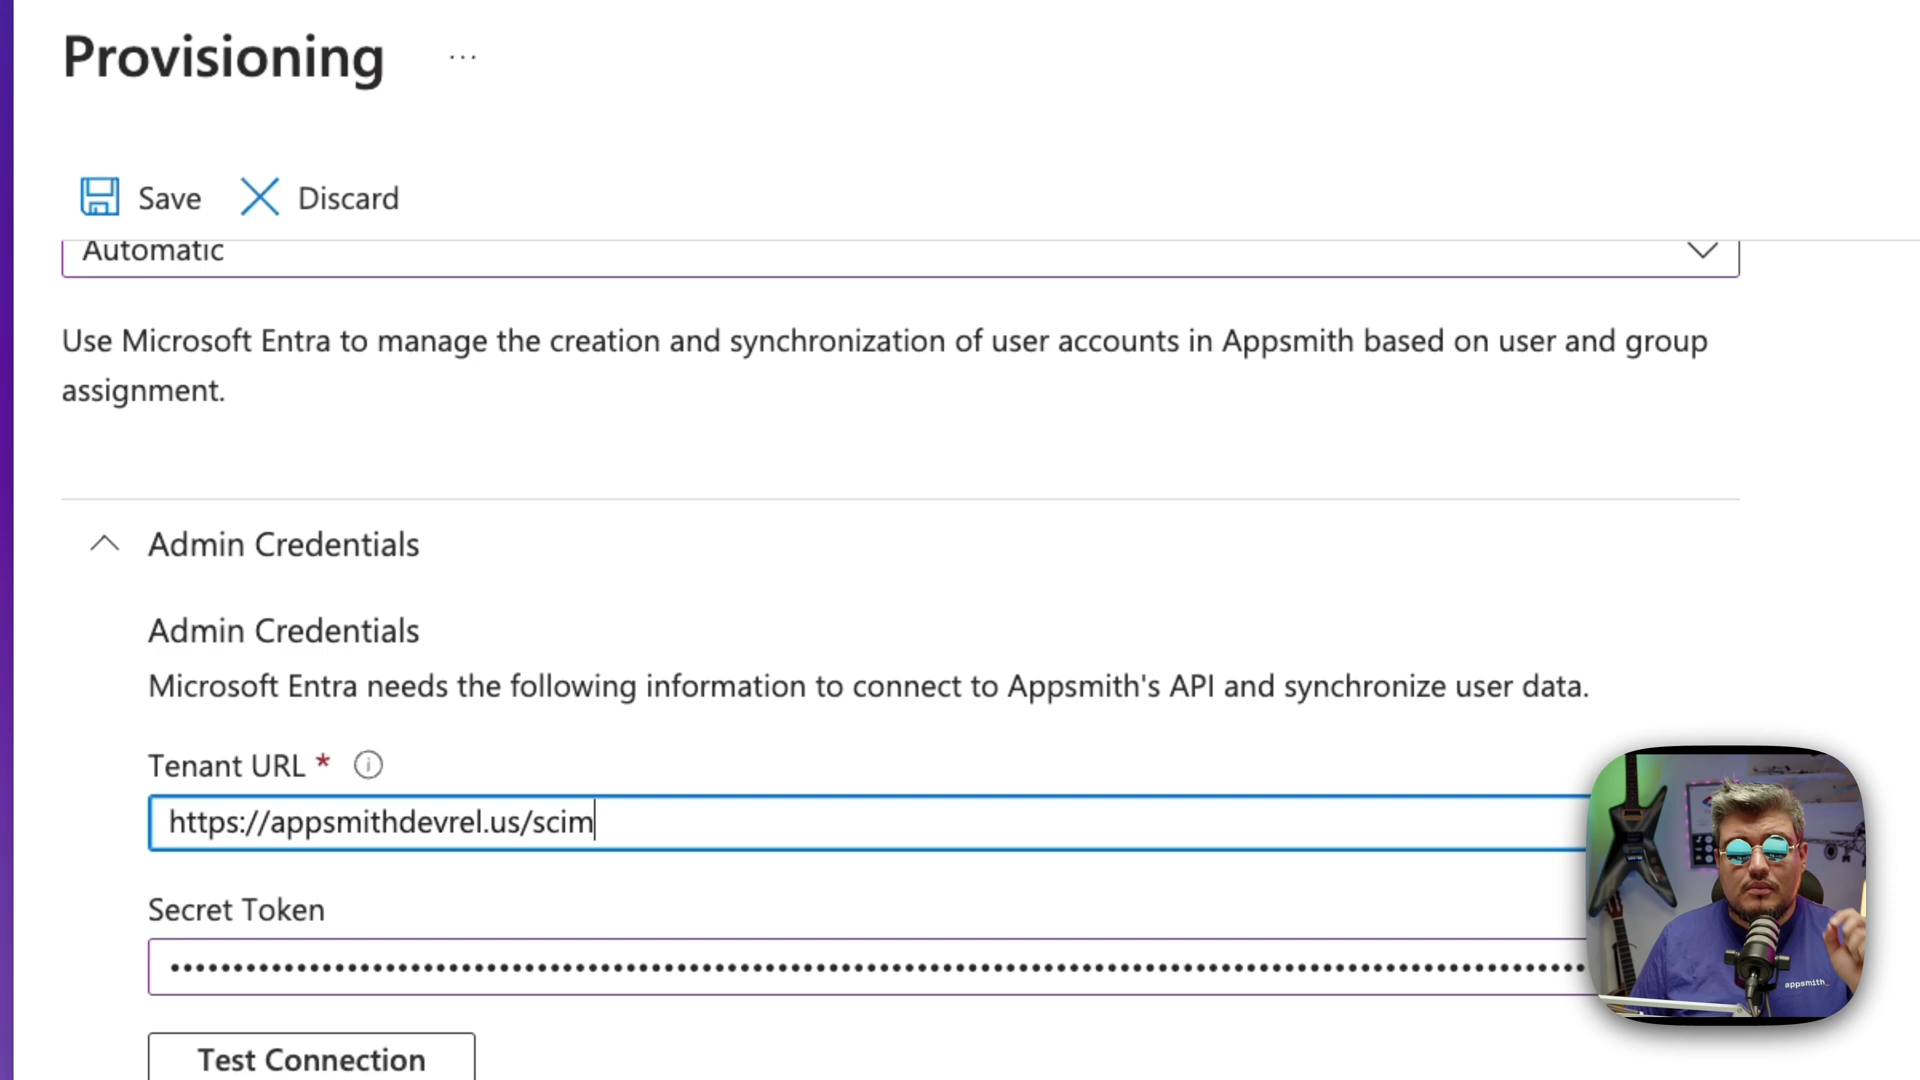 Provisioning
...
Save Discard
Automatic
Use Microsoft Entra to manage the creation and synchronization of user accounts in Appsmith based on user and group
assignment.
Admin Credentials
Admin Credentials
Microsoft Entra needs the following information to connect to Appsmith's API and synchronize user data.
Tenant URL *
https://appsmithdevrel.us/scim
Secret Token
appsmith_
Test Connection